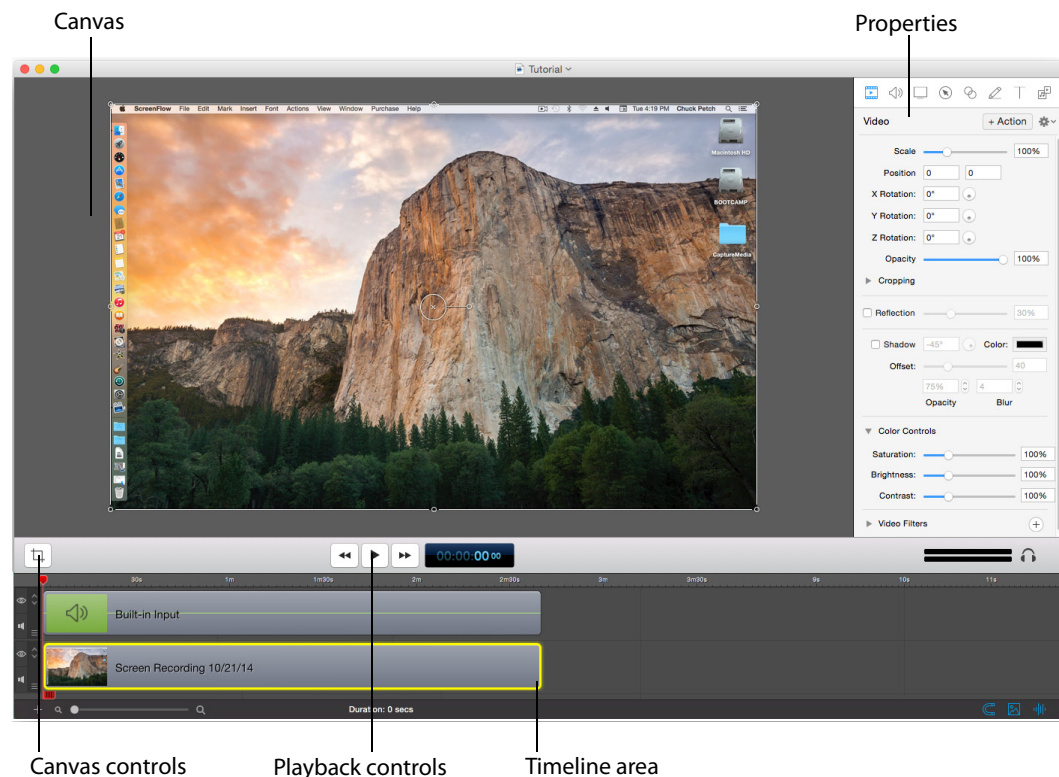 Canvas
Properties
Tutorial
ScreenFlow File Edit Mark Insert Font Actions View Window Purchase Help Tue 4:19 PM Chuck Petch
Macintosh HD
BOOTCAMP
CaptureMedia
Video + Action
Scale 100%
Position 0 0
X Rotation: 0°
Y Rotation: 0°
Z Rotation: 0°
Opacity 100%
Cropping
Reflection 30%
Shadow -45° Color:
Offset: 40
75% 4
Opacity Blur
Color Controls
Saturation: 100%
Brightness: 100%
Contrast: 100%
Video Filters
00:00:00 00
30s 1m 1m30s 2m 2m30s 3m 3m30s 9s 10s 11s
Built-in Input
Screen Recording 10/21/14
Duration: 0 secs
Canvas controls
Playback controls
Timeline area